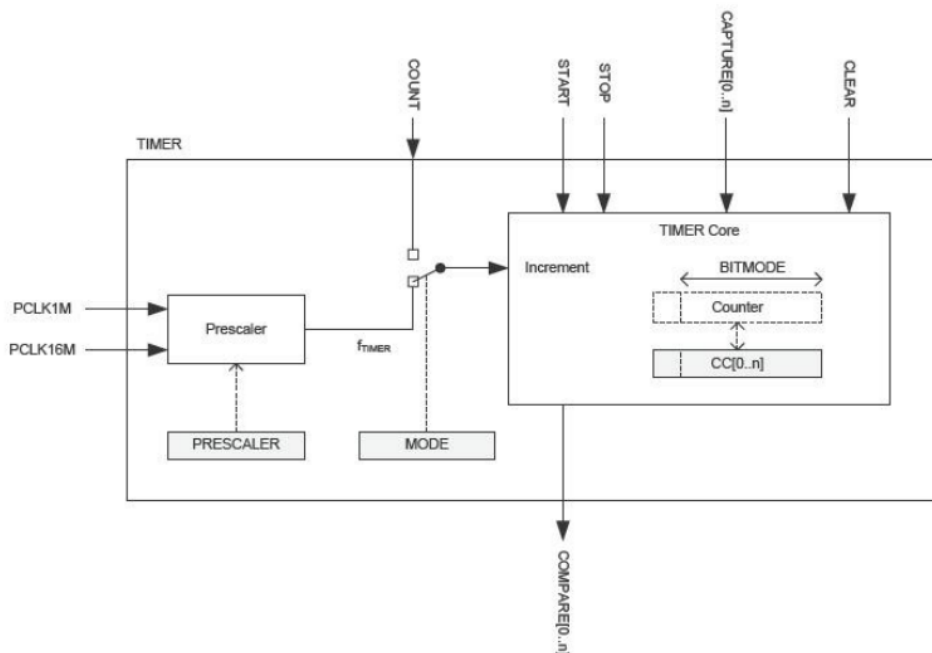 COUNT
START
STOP
CAPTURE[0..n]
CLEAR
TIMER
TIMER Core
Increment
BITMODE
Counter
CC[0..n]
PCLK1M
PCLK16M
Prescaler
fTIMER
PRESCALER
MODE
COMPARE[0..n]